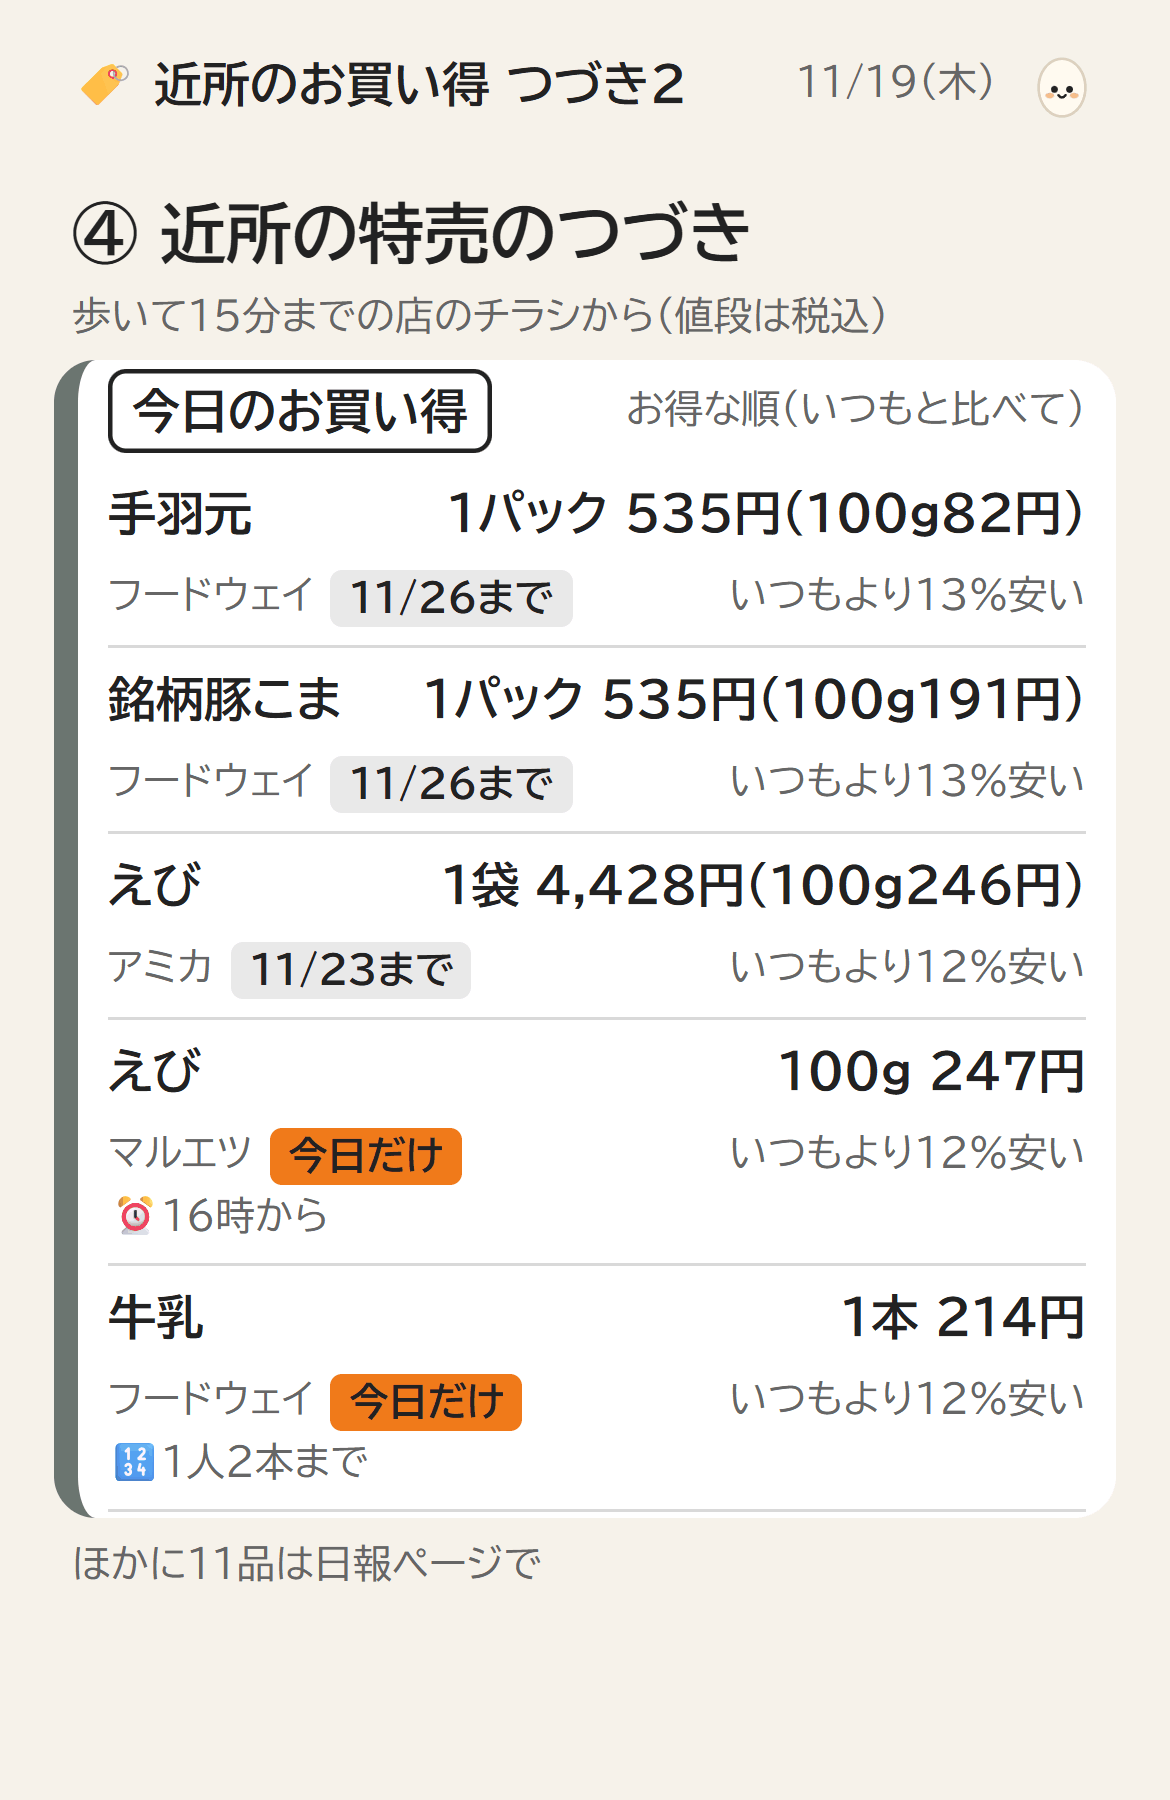 近所のお買い得 つづき2 11/19(木)
④ 近所の特売のつづき
歩いて15分までの店のチラシから(値段は税込)
今日のお買い得 お得な順(いつもと比べて)
手羽元 1パック 535円(100g82円)
フードウェイ 11/26まで いつもより13%安い
銘柄豚こま 1パック 535円(100g191円)
フードウェイ 11/26まで いつもより13%安い
えび 1袋 4,428円(100g246円)
アミカ 11/23まで いつもより12%安い
えび 100g 247円
マルエツ 今日だけ いつもより12%安い
⏰16時から
牛乳 1本 214円
フードウェイ 今日だけ いつもより12%安い
🔢1人2本まで
ほかに11品は日報ページで